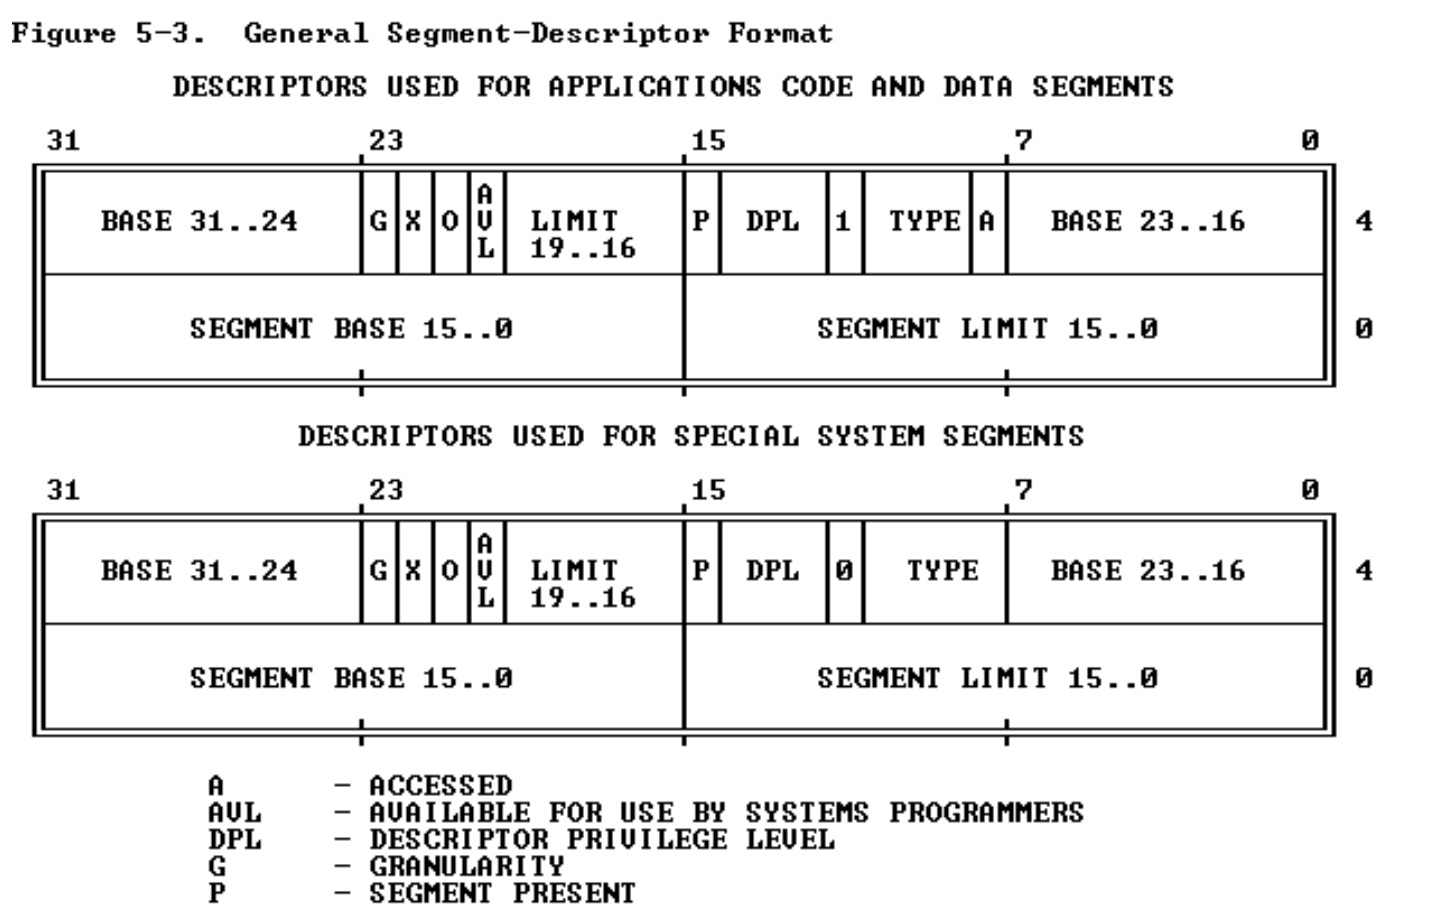 Figure 5-3.  General Segment-Descriptor Format
DESCRIPTORS USED FOR APPLICATIONS CODE AND DATA SEGMENTS
31 23 15 7 0
BASE 31..24 G X O AVL LIMIT 19..16 P DPL 1 TYPE A BASE 23..16 4
SEGMENT BASE 15..0 SEGMENT LIMIT 15..0 0
DESCRIPTORS USED FOR SPECIAL SYSTEM SEGMENTS
31 23 15 7 0
BASE 31..24 G X O AVL LIMIT 19..16 P DPL 0 TYPE BASE 23..16 4
SEGMENT BASE 15..0 SEGMENT LIMIT 15..0 0
A - ACCESSED
AVL - AVAILABLE FOR USE BY SYSTEMS PROGRAMMERS
DPL - DESCRIPTOR PRIVILEGE LEVEL
G - GRANULARITY
P - SEGMENT PRESENT